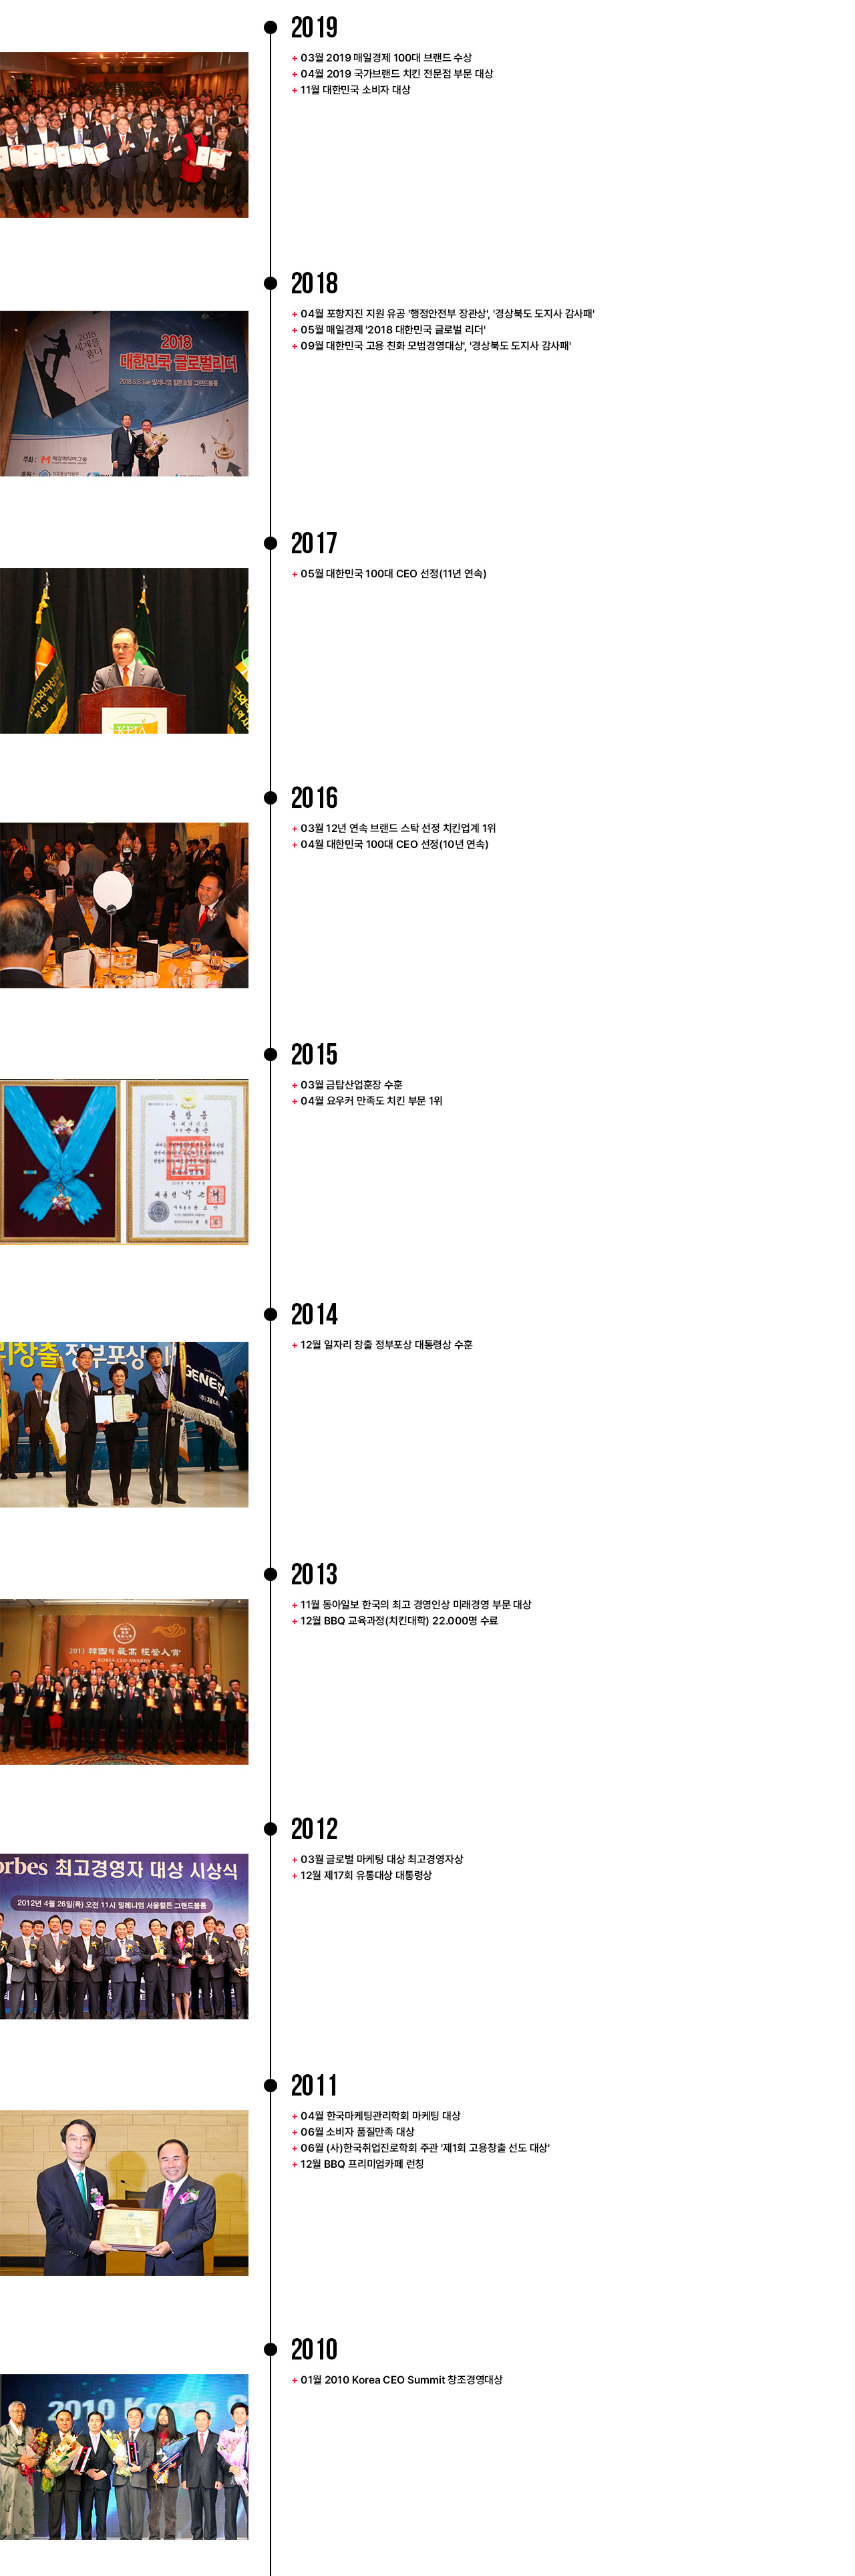 2019
+ 03월 2019 매일경제 100대 브랜드 수상
+ 04월 2019 국가브랜드 치킨 전문점 부문 대상
+ 11월 대한민국 소비자 대상
2018
+ 04월 포항지진 지원 유공 '행정안전부 장관상', '경상북도 도지사 감사패'
+ 05월 매일경제 '2018 대한민국 글로벌 리더'
+ 09월 대한민국 고용 친화 모범경영대상', '경상북도 도지사 감사패'
2018
세계를
품다
2018
대한민국 글로벌리더
2018.5.8.Tue 밀레니엄 힐튼호텔 그랜드볼룸
주최 :
2017
+ 05월 대한민국 100대 CEO 선정(11년 연속)
KFIA
2016
+ 03월 12년 연속 브랜드 스탁 선정 치킨업계 1위
+ 04월 대한민국 100대 CEO 선정(10년 연속)
2015
+ 03월 금탑산업훈장 수훈
+ 04월 요우커 만족도 치킨 부문 1위
훈장증
2014
+ 12월 일자리 창출 정부포상 대통령상 수훈
리창출 정부포상
GENE
2013
+ 11월 동아일보 한국의 최고 경영인상 미래경영 부문 대상
+ 12월 BBQ 교육과정(치킨대학) 22.000명 수료
2013 韓國의 最高 經營人賞
KOREA CEO AWARDS
2012
+ 03월 글로벌 마케팅 대상 최고경영자상
+ 12월 제17회 유통대상 대통령상
orbes 최고경영자 대상 시상식
2012년 4월 26일(목) 오전 11시 밀레니엄 서울힐튼 그랜드볼룸
2011
+ 04월 한국마케팅관리학회 마케팅 대상
+ 06월 소비자 품질만족 대상
+ 06월 (사)한국취업진로학회 주관 '제1회 고용창출 선도 대상'
+ 12월 BBQ 프리미엄카페 런칭
2010
+ 01월 2010 Korea CEO Summit 창조경영대상
2010 Korea